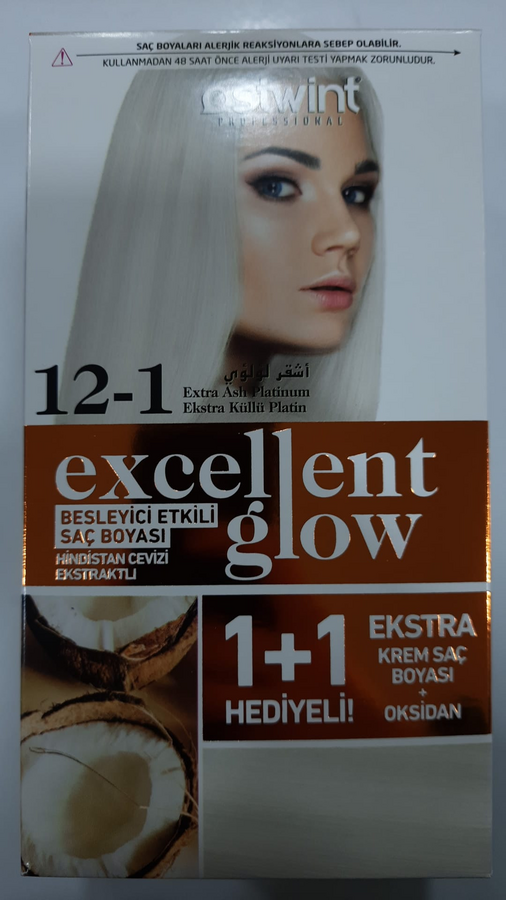 SAÇ BOYALARI ALERJİK REAKSİYONLARA SEBEP OLABİLİR.
KULLANMADAN 48 SAAT ÖNCE ALERJİ UYARI TESTİ YAPMAK ZORUNLUDUR.
ostwint
PROFESSIONAL
12-1
أشقر لؤلؤي
Extra Ash Platinum
Ekstra Küllü Platin
excellent
glow
BESLEYİCİ ETKİLİ
SAÇ BOYASI
HİNDİSTAN CEVİZİ
EKSTRAKTLI
1+1
HEDİYELİ!
EKSTRA
KREM SAÇ
BOYASI
+
OKSİDAN